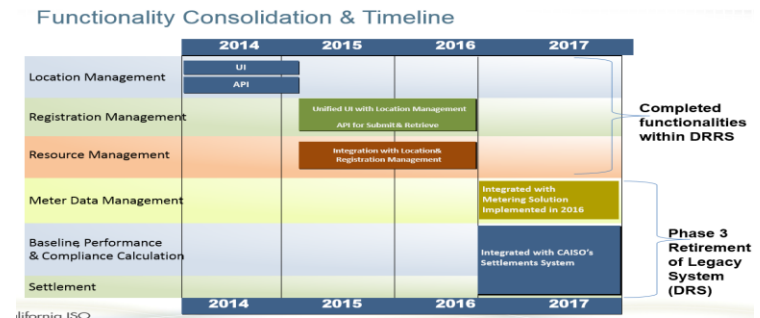 Functionality Consolidation & Timeline
2014 2015 2016 2017
Location Management
UI
API
Registration Management
Unified UI with Location Management
API for Submit & Retrieve
Resource Management
Integration with Location&
Registration Management
Completed
functionalities
within DRRS
Meter Data Management
Integrated with
Metering Solution
Implemented in 2016
Baseline Performance
& Compliance Calculation
Integrated with CAISO's
Settlements System
Settlement
Phase 3
Retirement
of Legacy
System
(DRS)
2014 2015 2016 2017
lifornia ISO